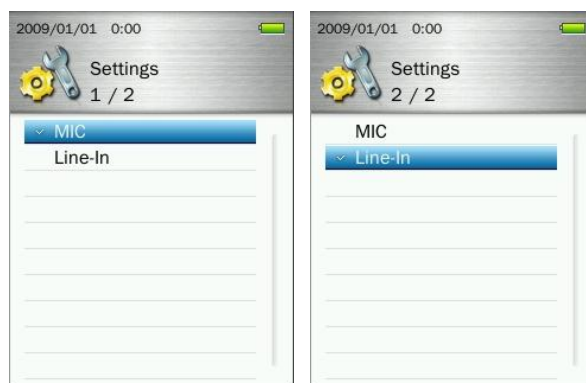 2009/01/01 0:00
Settings
1 / 2
MIC
Line-In
2009/01/01 0:00
Settings
2 / 2
MIC
Line-In